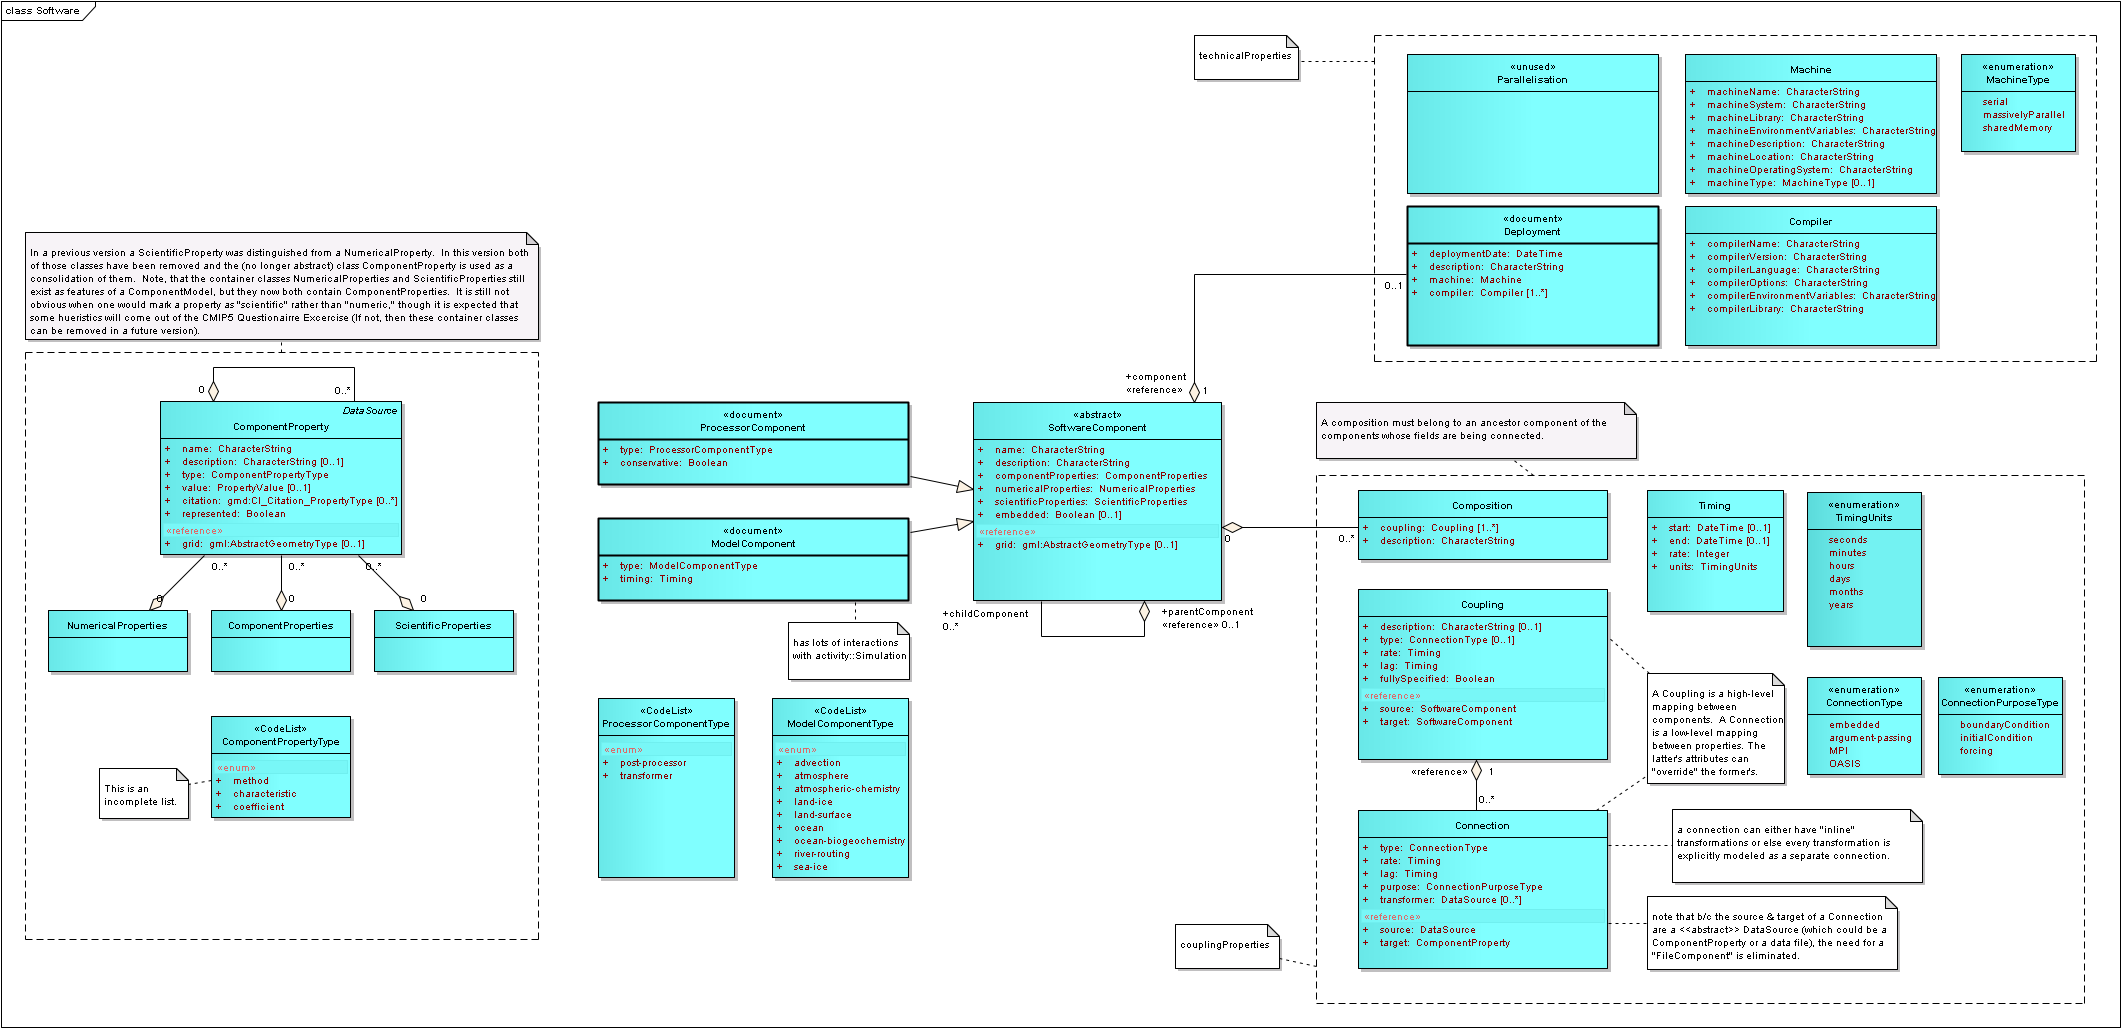 class Software
technicalProperties
«unused»
Parallelisation
Machine
+ machineName: CharacterString
+ machineSystem: CharacterString
+ machineLibrary: CharacterString
+ machineEnvironmentVariables: CharacterString
+ machineDescription: CharacterString
+ machineLocation: CharacterString
+ machineOperatingSystem: CharacterString
+ machineType: MachineType [0..1]
«enumeration»
MachineType
serial
massivelyParallel
sharedMemory
«document»
Deployment
+ deploymentDate: DateTime
+ description: CharacterString
+ machine: Machine
+ compiler: Compiler [1..*]
Compiler
+ compilerName: CharacterString
+ compilerVersion: CharacterString
+ compilerLanguage: CharacterString
+ compilerOptions: CharacterString
+ compilerEnvironmentVariables: CharacterString
+ compilerLibrary: CharacterString
0..1
In a previous version a ScientificProperty was distinguished from a NumericalProperty.  In this version both
of those classes have been removed and the (no longer abstract) class ComponentProperty is used as a
consolidation of them.  Note, that the container classes NumericalProperties and ScientificProperties still
exist as features of a ComponentModel, but they now both contain ComponentProperties.  It is still not
obvious when one would mark a property as "scientific" rather than "numeric," though it is expected that
some hueristics will come out of the CMIP5 Questionairre Excercise (If not, then these container classes
can be removed in a future version).
0
0..*
DataSource
ComponentProperty
+ name: CharacterString
+ description: CharacterString [0..1]
+ type: ComponentPropertyType
+ value: PropertyValue [0..1]
+ citation: gmd:CI_Citation_PropertyType [0..*]
+ represented: Boolean
«reference»
+ grid: gml:AbstractGeometryType [0..1]
0..*
0..*
0..*
0
0
0
NumericalProperties
ComponentProperties
ScientificProperties
«CodeList»
ComponentPropertyType
«enum»
+ method
+ characteristic
+ coefficient
This is an
incomplete list.
«document»
ProcessorComponent
+ type: ProcessorComponentType
+ conservative: Boolean
«document»
ModelComponent
+ type: ModelComponentType
+ timing: Timing
has lots of interactions
with activity::Simulation
«CodeList»
ProcessorComponentType
«enum»
+ post-processor
+ transformer
«CodeList»
ModelComponentType
«enum»
+ advection
+ atmosphere
+ atmospheric-chemistry
+ land-ice
+ land-surface
+ ocean
+ ocean-biogeochemistry
+ river-routing
+ sea-ice
+component
«reference»
1
«abstract»
SoftwareComponent
+ name: CharacterString
+ description: CharacterString
+ componentProperties: ComponentProperties
+ numericalProperties: NumericalProperties
+ scientificProperties: ScientificProperties
+ embedded: Boolean [0..1]
«reference»
+ grid: gml:AbstractGeometryType [0..1]
+childComponent
0..*
+parentComponent
«reference» 0..1
0
0..*
A composition must belong to an ancestor component of the
components whose fields are being connected.
Composition
+ coupling: Coupling [1..*]
+ description: CharacterString
Timing
+ start: DateTime [0..1]
+ end: DateTime [0..1]
+ rate: Integer
+ units: TimingUnits
«enumeration»
TimingUnits
seconds
minutes
hours
days
months
years
Coupling
+ description: CharacterString [0..1]
+ type: ConnectionType [0..1]
+ rate: Timing
+ lag: Timing
+ fullySpecified: Boolean
«reference»
+ source: SoftwareComponent
+ target: SoftwareComponent
A Coupling is a high-level
mapping between
components.  A Connection
is a low-level mapping
between properties. The
latter's attributes can
"override" the former's.
«enumeration»
ConnectionType
embedded
argument-passing
MPI
OASIS
«enumeration»
ConnectionPurposeType
boundaryCondition
initialCondition
forcing
«reference»
1
0..*
Connection
+ type: ConnectionType
+ rate: Timing
+ lag: Timing
+ purpose: ConnectionPurposeType
+ transformer: DataSource [0..*]
«reference»
+ source: DataSource
+ target: ComponentProperty
a connection can either have "inline"
transformations or else every transformation is
explicitly modeled as a separate connection.
note that b/c the source & target of a Connection
are a <<abstract>> DataSource (which could be a
ComponentProperty or a data file), the need for a
"FileComponent" is eliminated.
couplingProperties